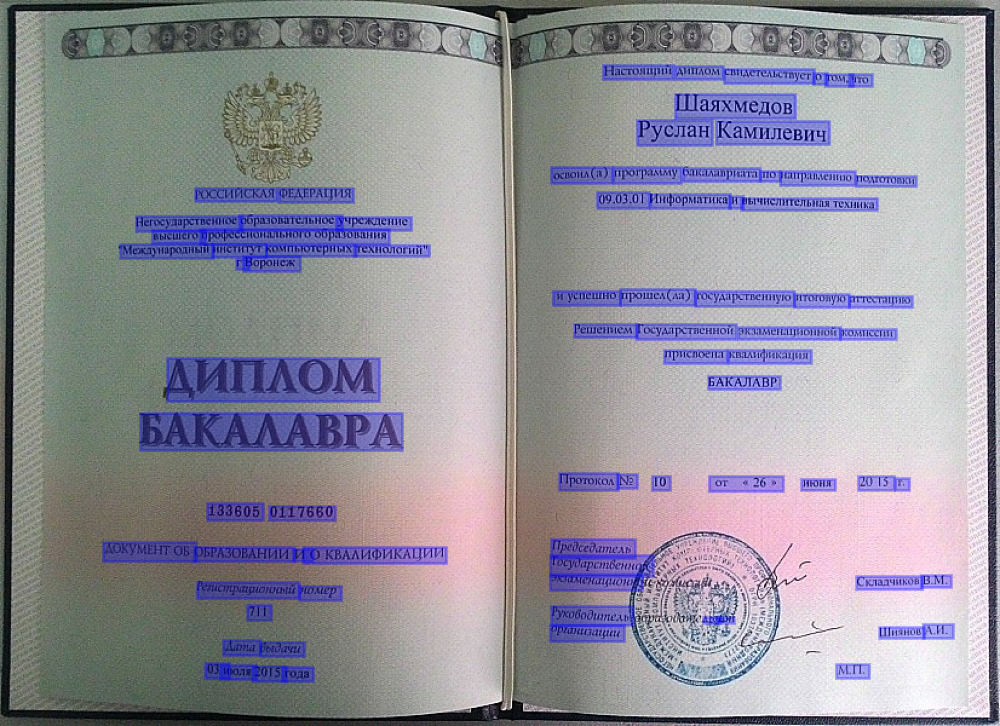 РОССИЙСКАЯ ФЕДЕРАЦИЯ
Негосударственное образовательное учреждение
высшего профессионального образования
"Международный институт компьютерных технологий"
г Воронеж
ДИПЛОМ
БАКАЛАВРА
133605 0117660
ДОКУМЕНТ ОБ ОБРАЗОВАНИИ И О КВАЛИФИКАЦИИ
Регистрационный номер
711
Дата выдачи
03 июля 2015 года
Настоящий диплом свидетельствует о том, что
Шаяхмедов
Руслан Камилевич
освоил(а) программу бакалавриата по направлению подготовки
09.03.01 Информатика и вычислительная техника
и успешно прошел(ла) государственную итоговую аттестацию
Решением Государственной экзаменационной комиссии
присвоена квалификация
БАКАЛАВР
Протокол № 10 от « 26 » июня 20 15 г.
Председатель
Государственной
экзаменационной комиссии
Складчиков В.М.
Руководитель образовательной
организации
Шиянов А.И.
М.П.